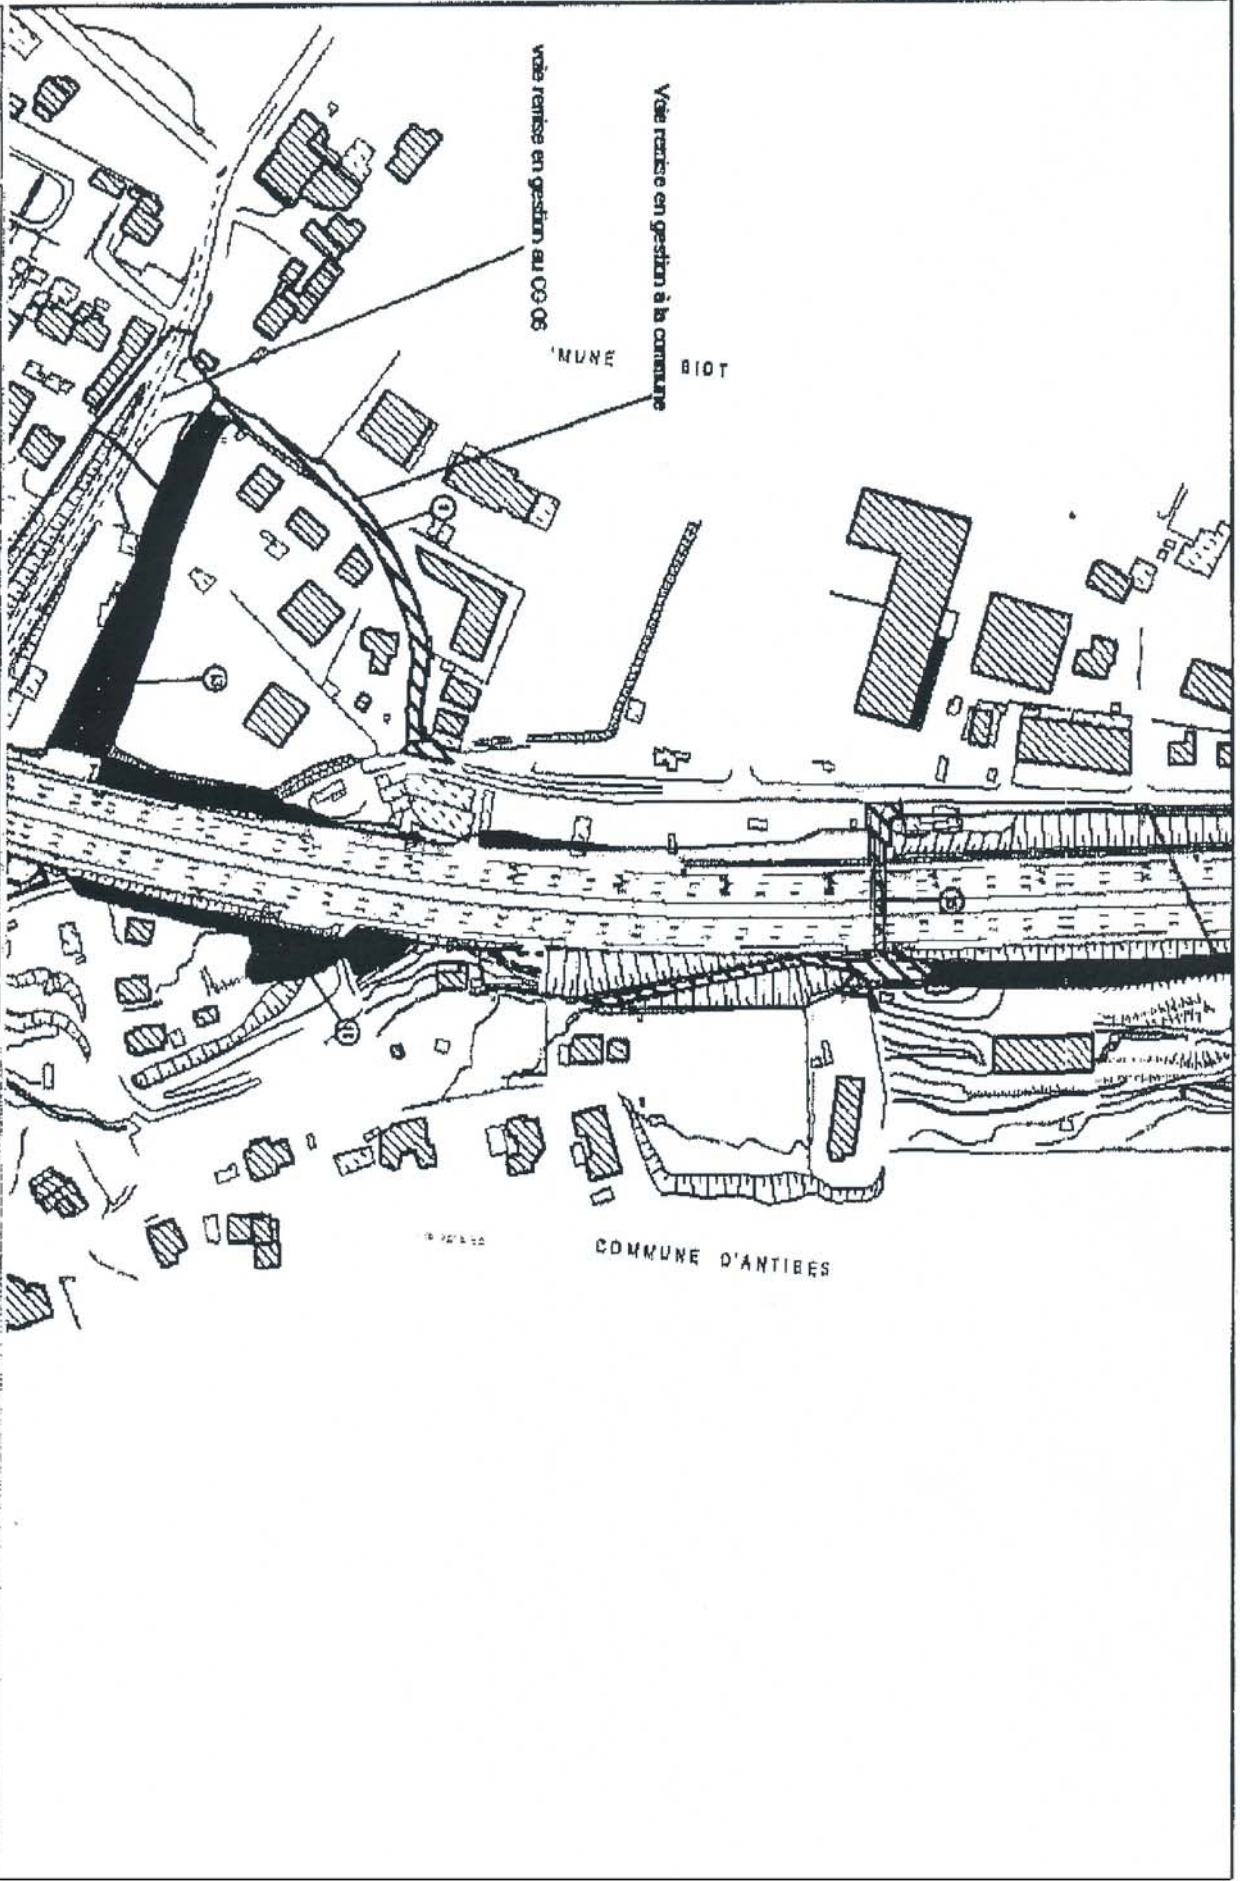 voie remise en gestion au CG 06
Voie remise en gestion à la commune
'MUNE BIOT
COMMUNE D'ANTIBES